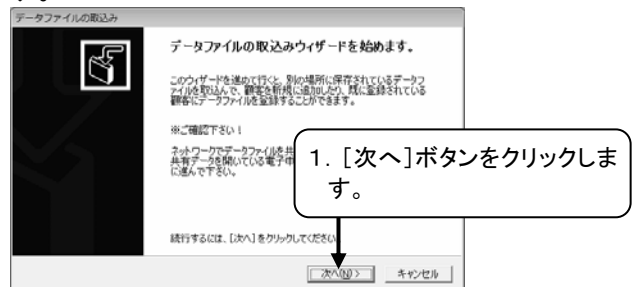 データファイルの取込み
データファイルの取込みウィザードを始めます。
このウィザードを進めて行くと、別の場所に保存されているデータフ
ァイルを取込んで、顧客を新規に追加したり、既に登録されている
顧客にデータファイルを登録することができます。
※ご確認下さい！
ネットワークでデータファイルを共
共有データを開いている電子申
に進んで下さい。
1．[次へ]ボタンをクリックしま
す。
続行するには、[次へ]をクリックしてください
次へ(N) >
キャンセル